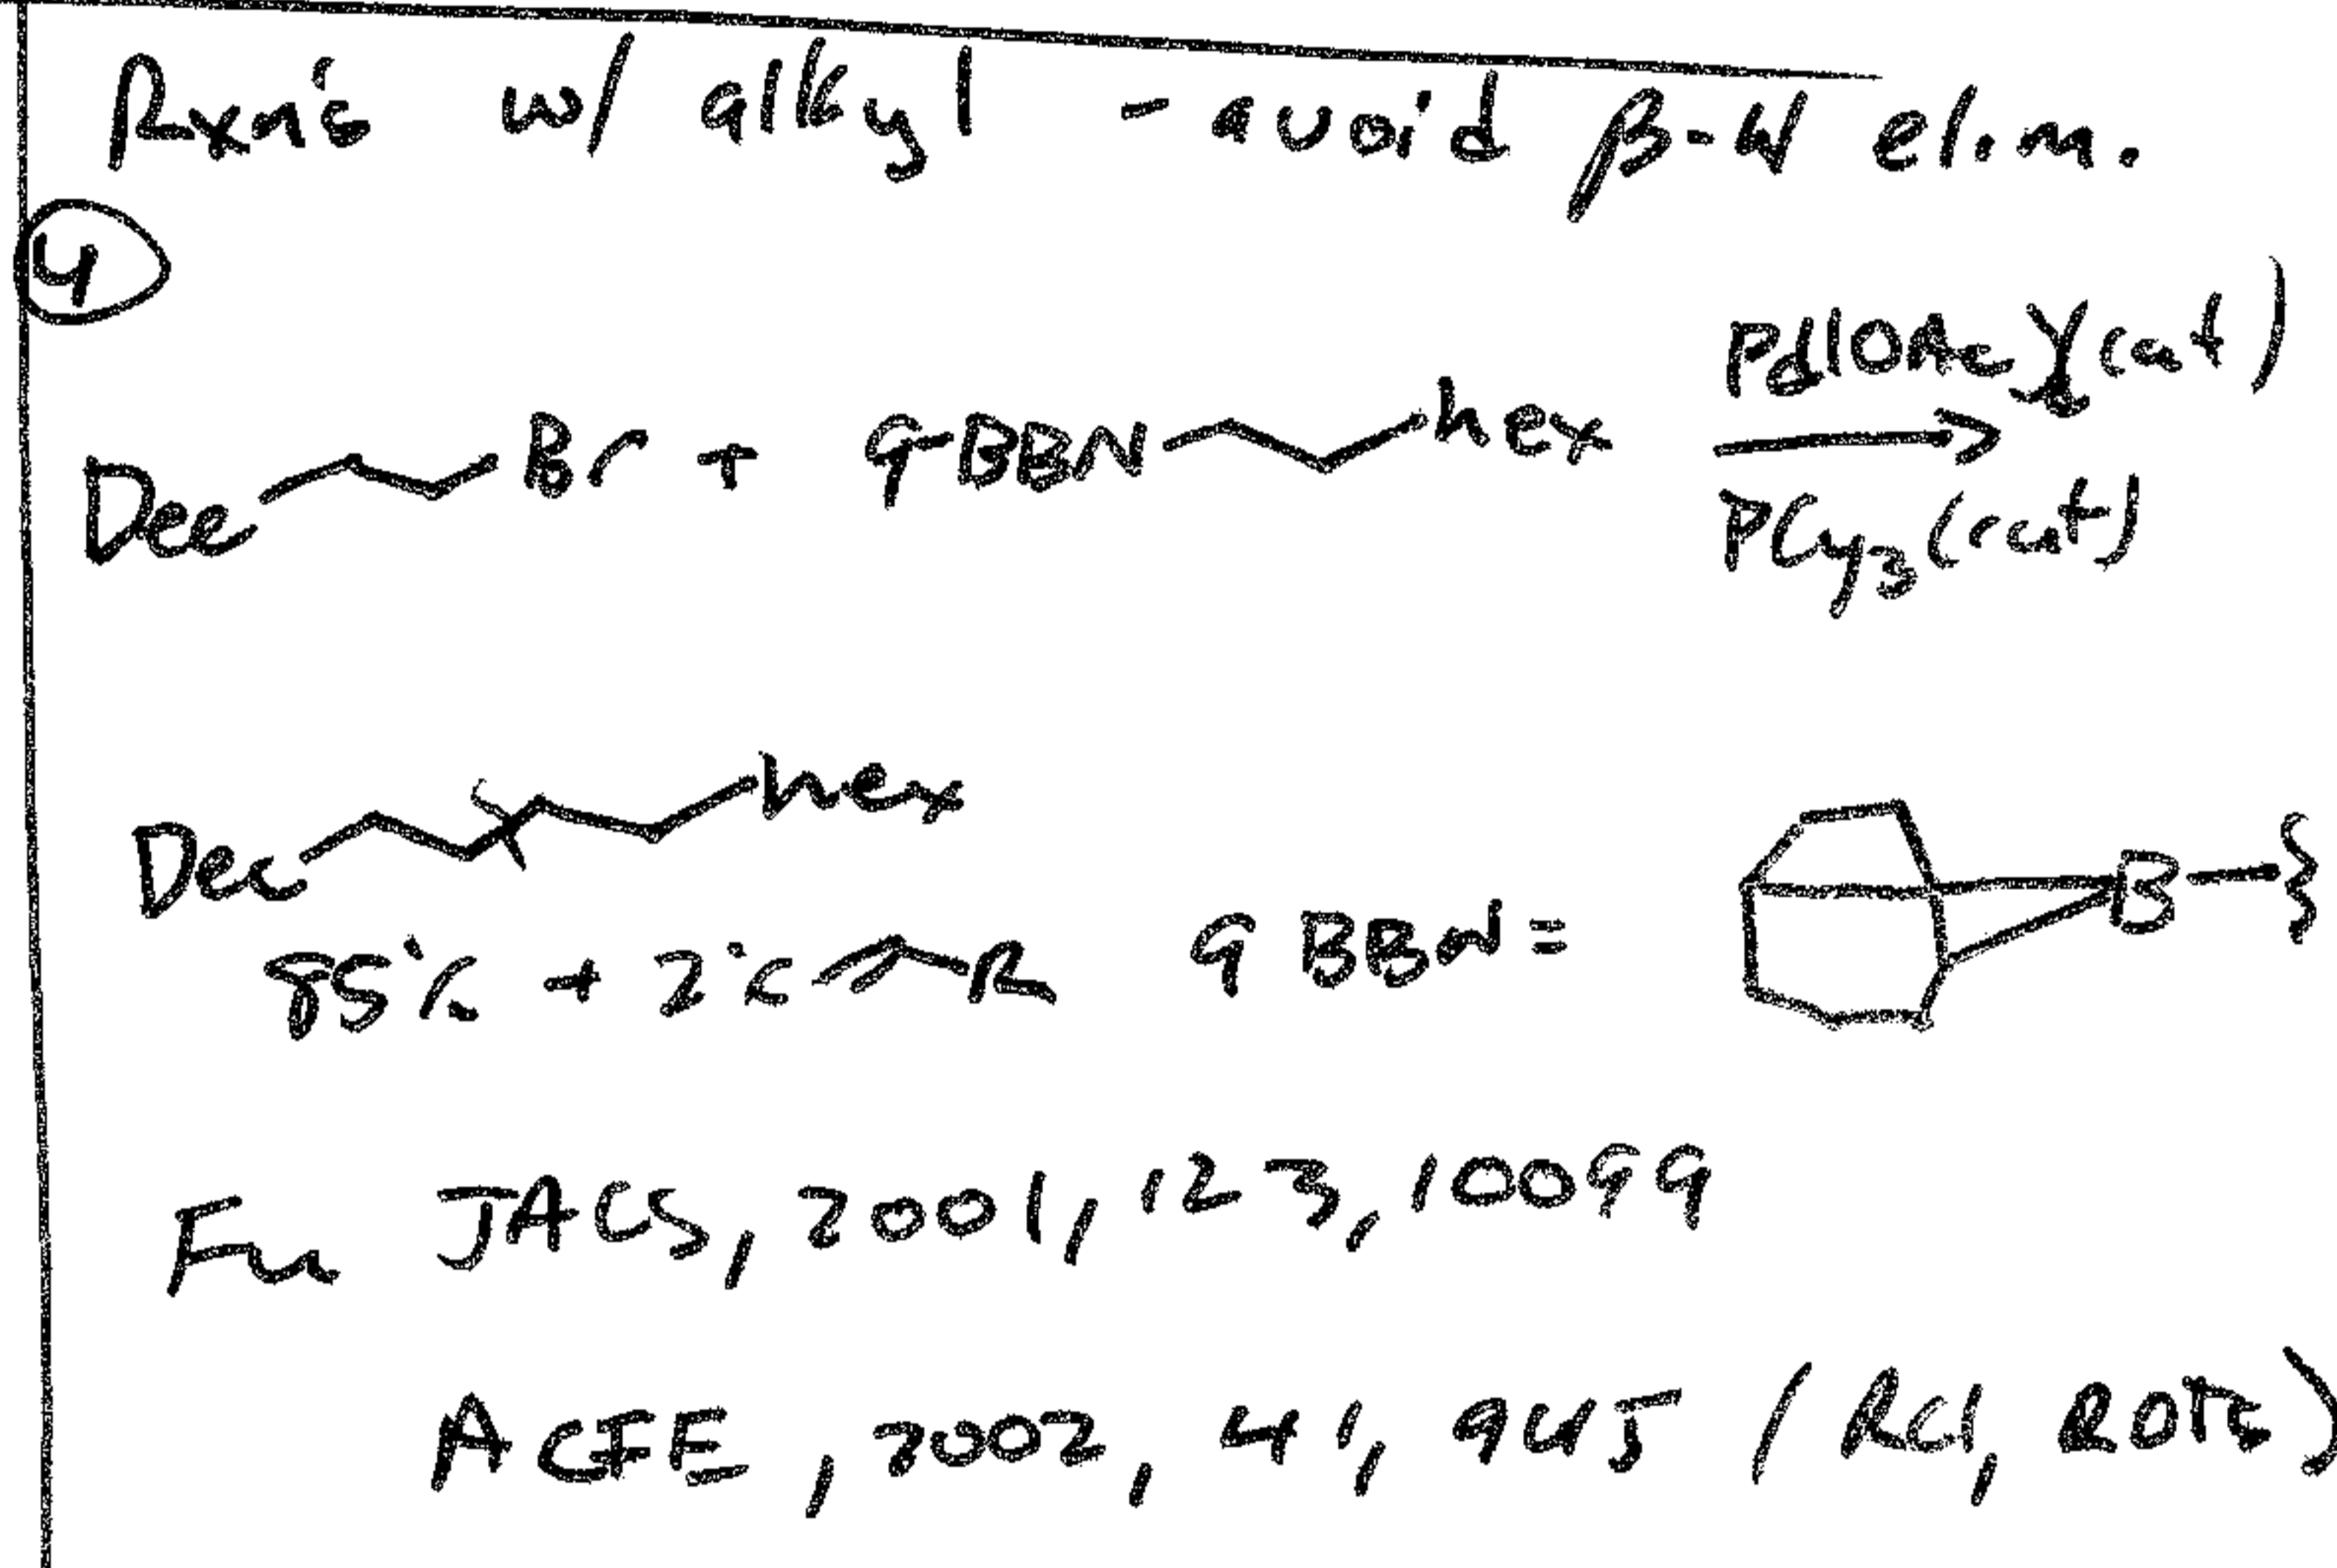 Rxn's w/ alkyl - avoid β-H elim.
4
Pd(OAc)2 (cat)
Dec Br + 9-BBN hex
PCy3 (cat)
Dec hex
85% + 2% R 9 BBN = B
Fu JACS, 2001, 123, 10099
ACIE, 2002, 41, 945 (RCl, ROTs)